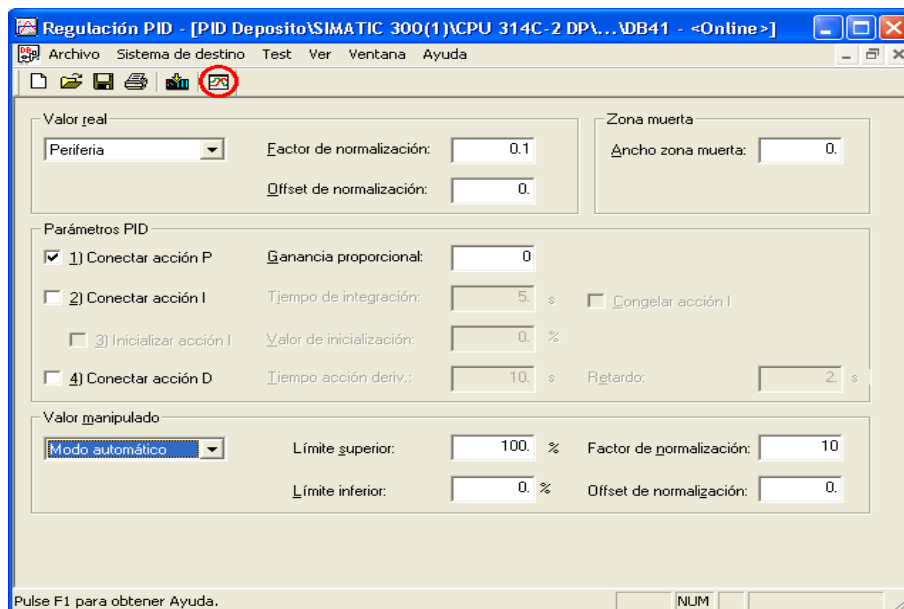 Regulación PID - [PID Deposito\SIMATIC 300(1)\CPU 314C-2 DP\...\DB41 - <Online>]
Archivo Sistema de destino Test Ver Ventana Ayuda
Valor real
Periferia
Factor de normalización: 0.1
Offset de normalización: 0.
Zona muerta
Ancho zona muerta: 0.
Parámetros PID
1) Conectar acción P Ganancia proporcional: 0
2) Conectar acción I Tiempo de integración: 5. s Congelar acción I
3) Inicializar acción I Valor de inicialización: 0. %
4) Conectar acción D Tiempo acción deriv.: 10. s Retardo: 2. s
Valor manipulado
Modo automático Límite superior: 100. % Factor de normalización: 10
Límite inferior: 0. % Offset de normalización: 0.
Pulse F1 para obtener Ayuda. NUM